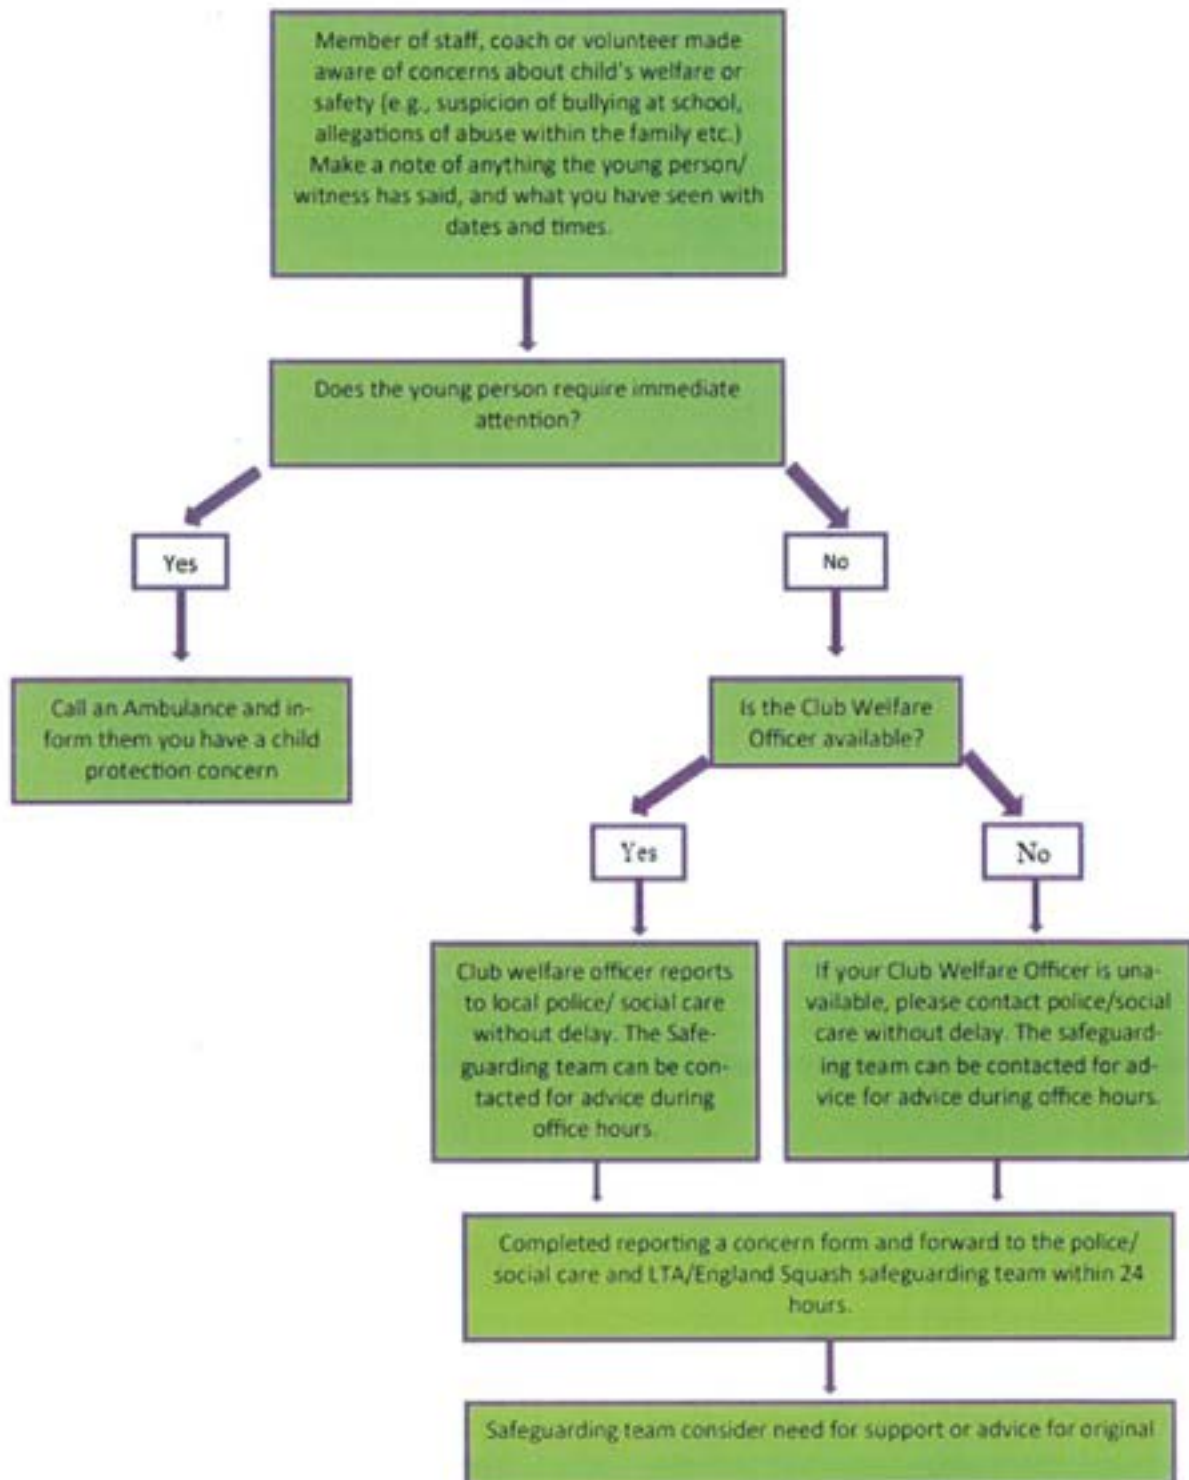 Member of staff, coach or volunteer made
aware of concerns about child's welfare or
safety (e.g., suspicion of bullying at school,
allegations of abuse within the family etc.)
Make a note of anything the young person/
witness has said, and what you have seen with
dates and times.
Does the young person require immediate
attention?
Yes
No
Call an Ambulance and in-
form them you have a child
protection concern
Is the Club Welfare
Officer available?
Yes
No
Club welfare officer reports
to local police/ social care
without delay. The Safe-
guarding team can be con-
tacted for advice during
office hours.
If your Club Welfare Officer is una-
vailable, please contact police/social
care without delay. The safeguard-
ing team can be contacted for ad-
vice for advice during office hours.
Completed reporting a concern form and forward to the police/
social care and LTA/England Squash safeguarding team within 24
hours.
Safeguarding team consider need for support or advice for original